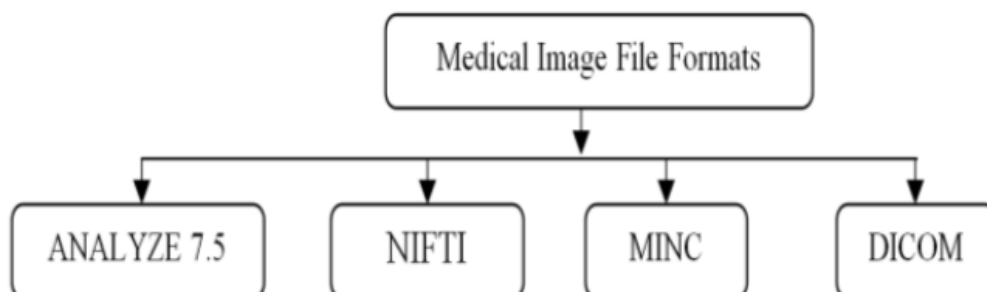 Medical Image File Formats
ANALYZE 7.5
NIFTI
MINC
DICOM